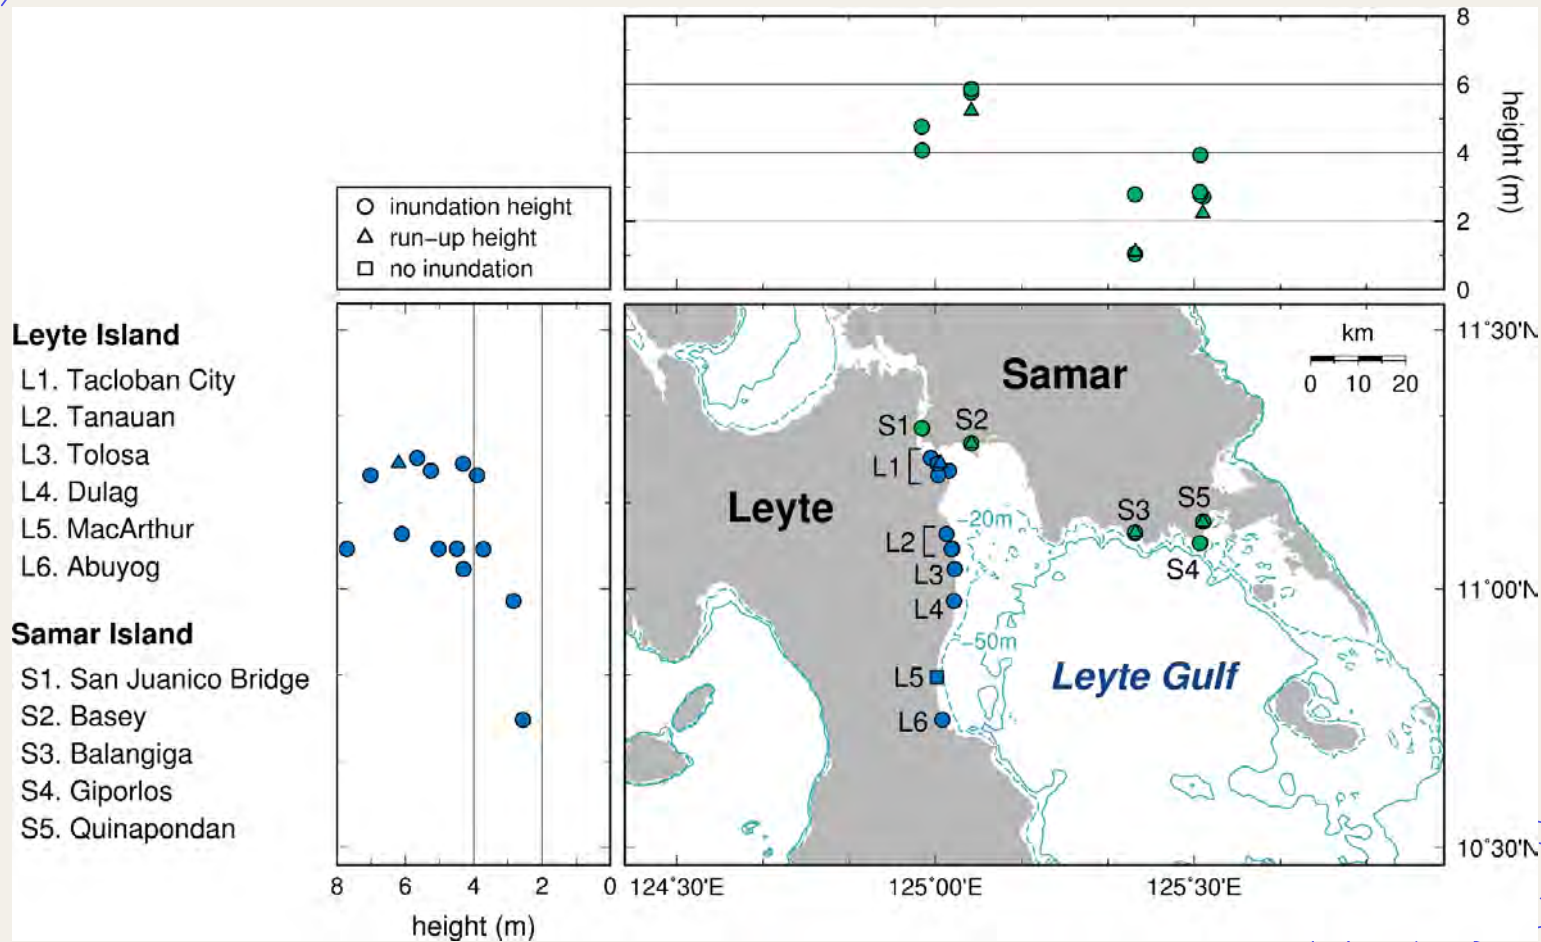 8
6
4
2
0
height (m)
inundation height
run-up height
no inundation
Leyte Island
L1. Tacloban City
L2. Tanauan
L3. Tolosa
L4. Dulag
L5. MacArthur
L6. Abuyog
Samar Island
S1. San Juanico Bridge
S2. Basey
S3. Balangiga
S4. Giporlos
S5. Quinapondan
8 6 4 2 0
height (m)
km
0 10 20
Samar
S1 S2
L1
Leyte
S5
S3
-20m
L2
S4
L3
L4
-50m
L5
Leyte Gulf
L6
11°30'N
11°00'N
10°30'N
124°30'E 125°00'E 125°30'E